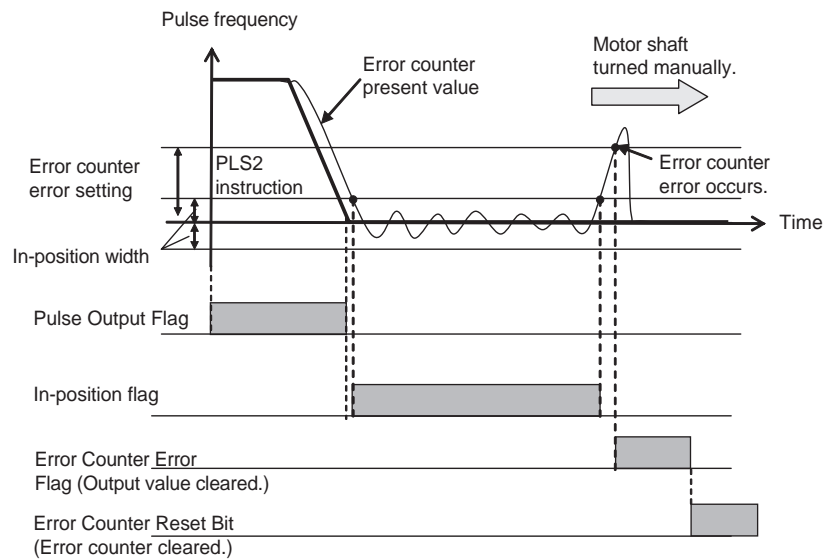 Pulse frequency
Motor shaft
turned manually.
Error counter
present value
Error counter
error setting
PLS2
instruction
Error counter
error occurs.
Time
In-position width
Pulse Output Flag
In-position flag
Error Counter Error
Flag (Output value cleared.)
Error Counter Reset Bit
(Error counter cleared.)